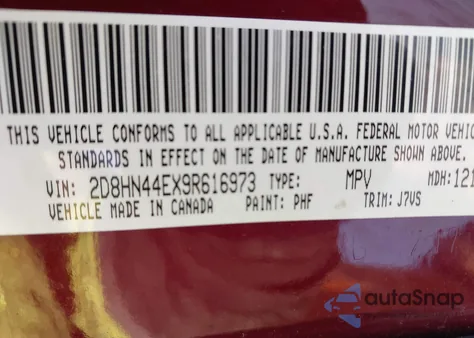 THIS VEHICLE CONFORMS TO ALL APPLICABLE U.S.A. FEDERAL MOTOR VEHIC
STANDARDS IN EFFECT ON THE DATE OF MANUFACTURE SHOWN ABOVE.
VIN: 2D8HN44EX9R616973 TYPE: MPV MDH: 121
VEHICLE MADE IN CANADA PAINT: PHF TRIM: J7VS
autoSnap